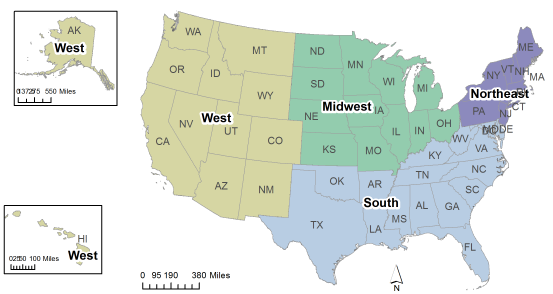 AK
West
0 137.5 275 550 Miles
WA
MT
ND
MN
ME
OR
ID
SD
WI
MI
NY
VT
NH
MA
WY
Northeast
CT
West
Midwest
NE
IA
PA
NJ
NV
UT
CO
IL
IN
OH
DE
CA
KS
MO
WV
VA
KY
AZ
NM
OK
AR
TN
NC
South
SC
TX
LA
MS
AL
GA
FL
HI
West
0 25 50 100 Miles
0 95 190 380 Miles
N